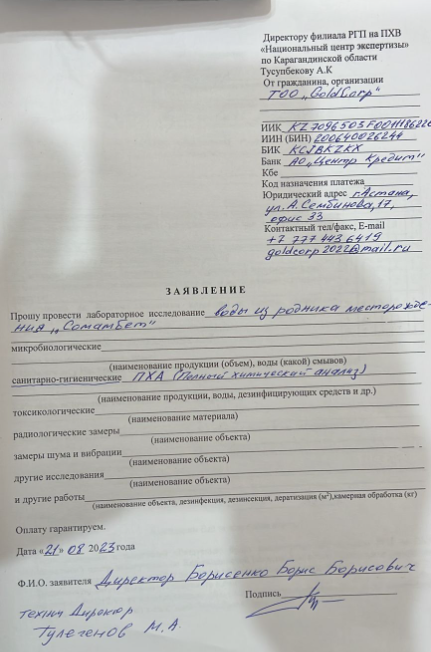 Директору филиала РГП на ПХВ
«Национальный центр экспертизы»
по Карагандинской области
Тусупбекову А.К
От гражданина, организации
ТОО „GoldCorp"
ИИК KZ7096503F0011186220
ИИН (БИН) 200640026244
БИК KCJBKZKX
Банк АО „Центр Кредит"
Кбе
Код назначения платежа
Юридический адрес г.Астана,
ул.А.Сембинова,17,
офис 33
Контактный тел/факс, E-mail
+7 777 443 6419
goldcorp2022@mail.ru
ЗАЯВЛЕНИЕ
Прошу провести лабораторное исследование воды из родника месторожде-
ния „Сомамбет"
микробиологические
(наименование продукции (объем), воды (какой) смывов)
санитарно-гигиенические ПХА (Полный химический анализ)
(наименование продукции, воды, дезинфицирующих средств и др.)
токсикологические
(наименование материала)
радиологические замеры
(наименование объекта)
замеры шума и вибрации
(наименование объекта)
другие исследования
(наименование объекта)
и другие работы
(наименование объекта, дезинфекция, дезинсекция, дератизация (м²),камерная обработка (кг)
Оплату гарантируем.
Дата «21» 08 2023 года
Ф.И.О. заявителя Директор Борисенко Борис Борисович
Подпись
Технич Директор
Тулегенов М.А.